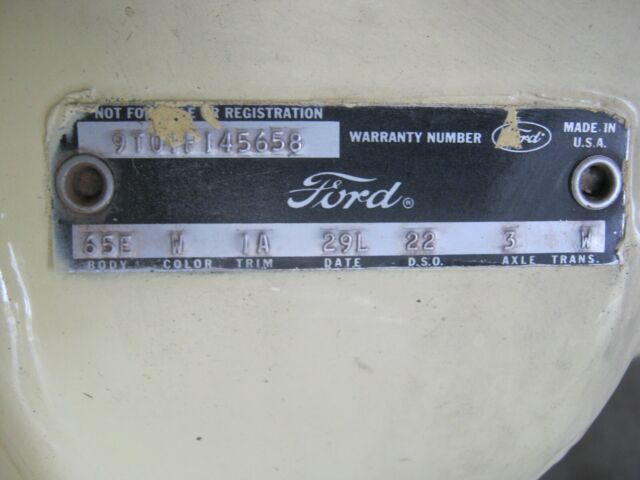 NOT FOR REGISTRATION
9T01F145658
WARRANTY NUMBER
Ford
MADE IN
U.S.A.
Ford®
65E W 1A 29L 22 3 W
BODY COLOR TRIM DATE D.S.O. AXLE TRANS.